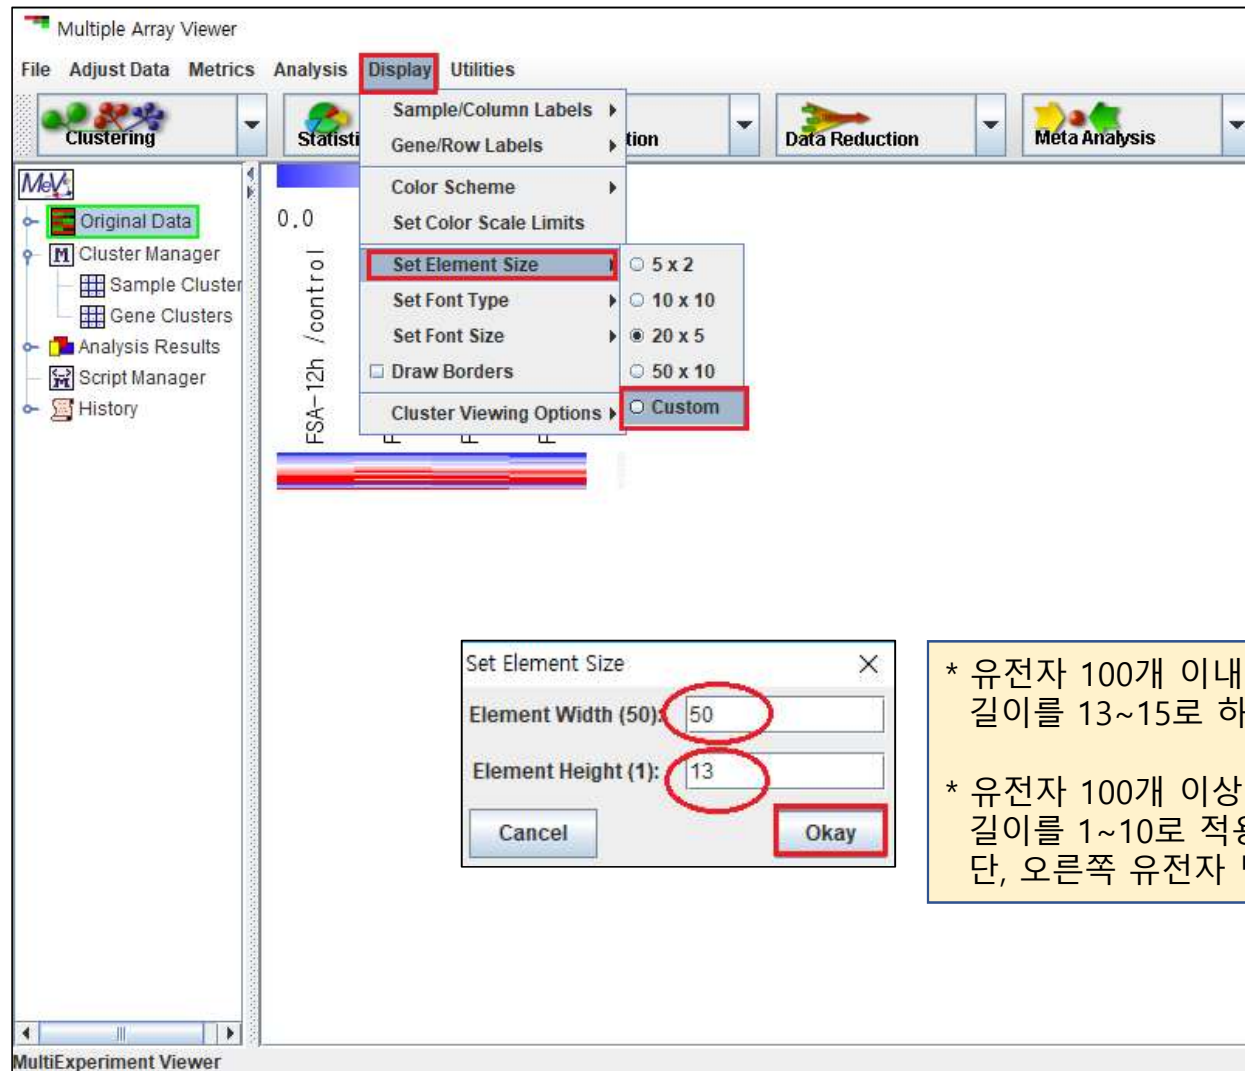 Multiple Array Viewer
File Adjust Data Metrics Analysis Display Utilities
Clustering
Statisti
tion
Data Reduction
Meta Analysis
Sample/Column Labels
Gene/Row Labels
Color Scheme
Set Color Scale Limits
Set Element Size
Set Font Type
Set Font Size
Draw Borders
Cluster Viewing Options
5 x 2
10 x 10
20 x 5
50 x 10
Custom
MeV
Original Data
Cluster Manager
Sample Cluster
Gene Clusters
Analysis Results
Script Manager
History
0.0
FSA-12h /control
F
F
F
Set Element Size
Element Width (50): 50
Element Height (1): 13
Cancel
Okay
* 유전자 100개 이내
길이를 13~15로 하
* 유전자 100개 이상
길이를 1~10로 적용
단, 오른쪽 유전자
MultiExperiment Viewer